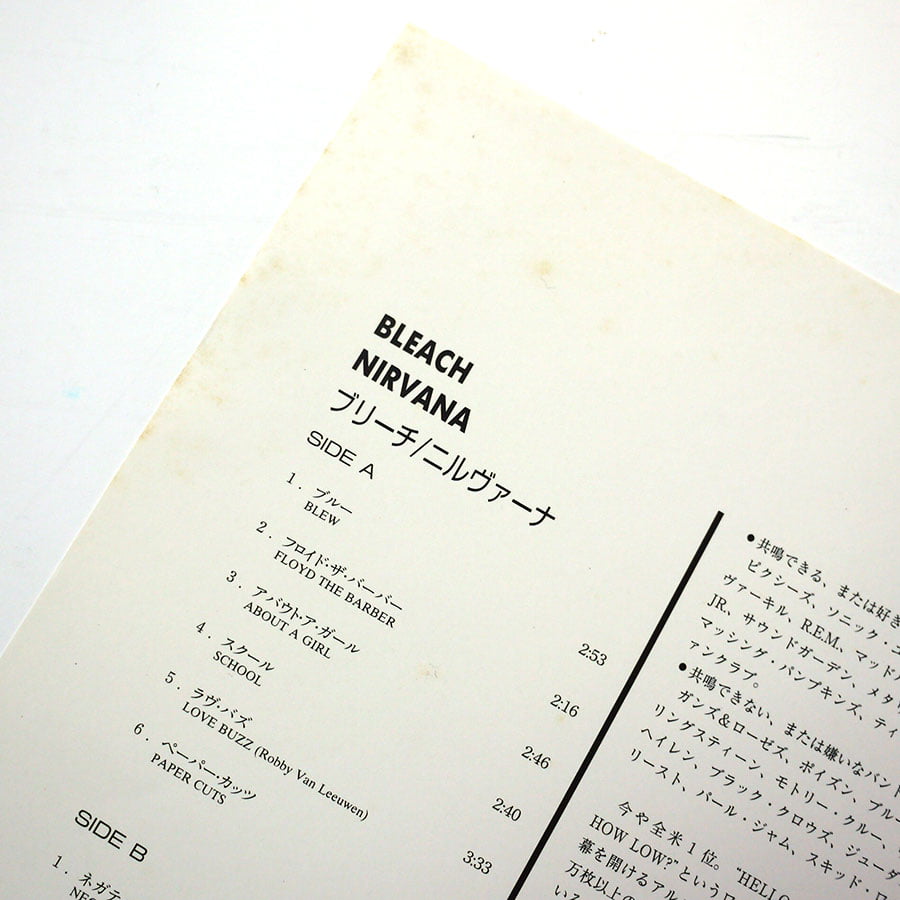 BLEACH
NIRVANA
ブリーチ/ニルヴァーナ
SIDE A
1. ブルー
BLEW
2:53
2. フロイド・ザ・バーバー
FLOYD THE BARBER
2:16
3. アバウト・ア・ガール
ABOUT A GIRL
2:46
4. スクール
SCHOOL
2:40
5. ラヴ・バズ
LOVE BUZZ (Robby Van Leeuwen)
3:33
6. ペーパー・カッツ
PAPER CUTS
SIDE B
1. ネガテ
●共鳴できる、または好き
ピクシーズ、ソニック・
ヴァーキル、R.E.M.、マッドハ
JR、サウンドガーデン、メタリ
マッシング・パンプキンズ、ティ
ァンクラブ。
●共鳴できない、または嫌いなバンド
ガンズ&ローゼズ、ポイズン、ブルー
リングスティーン、モトリー・クルー、
ヘイレン、ブラック・クロウズ、ジューダ
リースト、パール・ジャム、スキッド・ロ
今や全米1位。"HELLO
HOW LOW?"という
幕を開けるアル
万枚以上の
いる